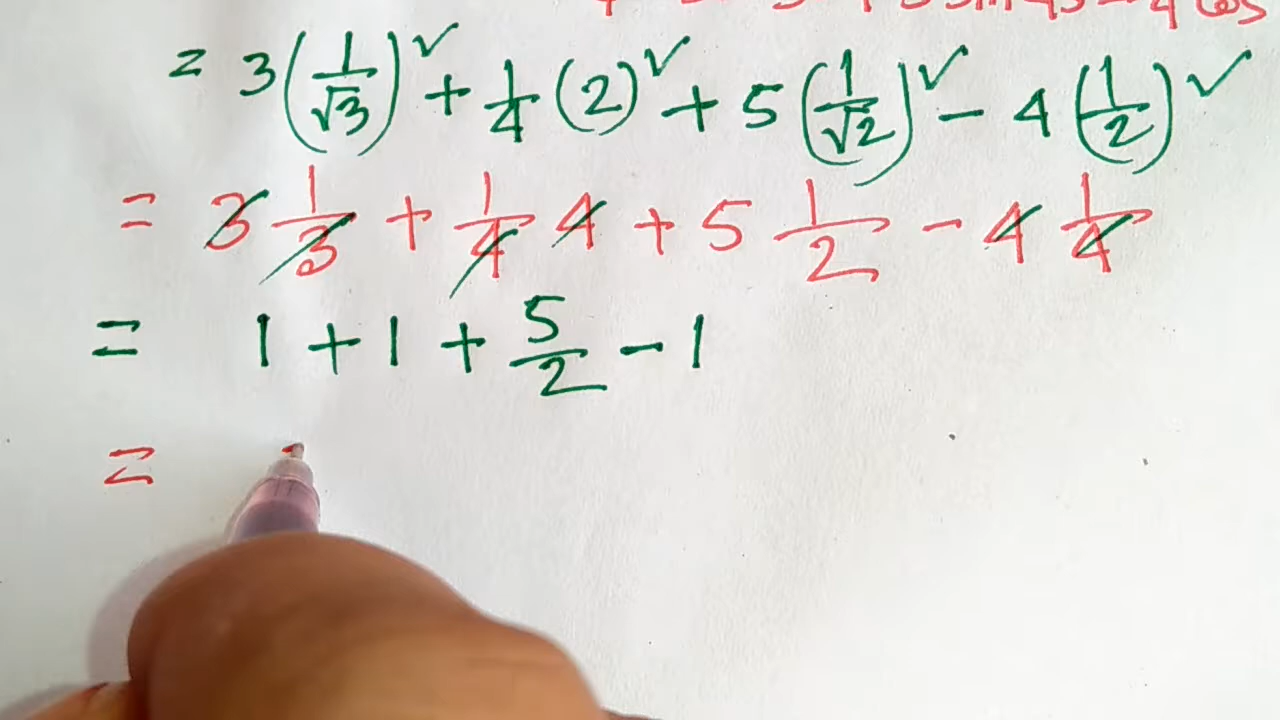 = 3(1/√3)² + 1/4 (2)² + 5(1/√2)² - 4(1/2)²
= 3 1/3 + 1/4 4 + 5 1/2 - 4 1/4
= 1 + 1 + 5/2 - 1
=